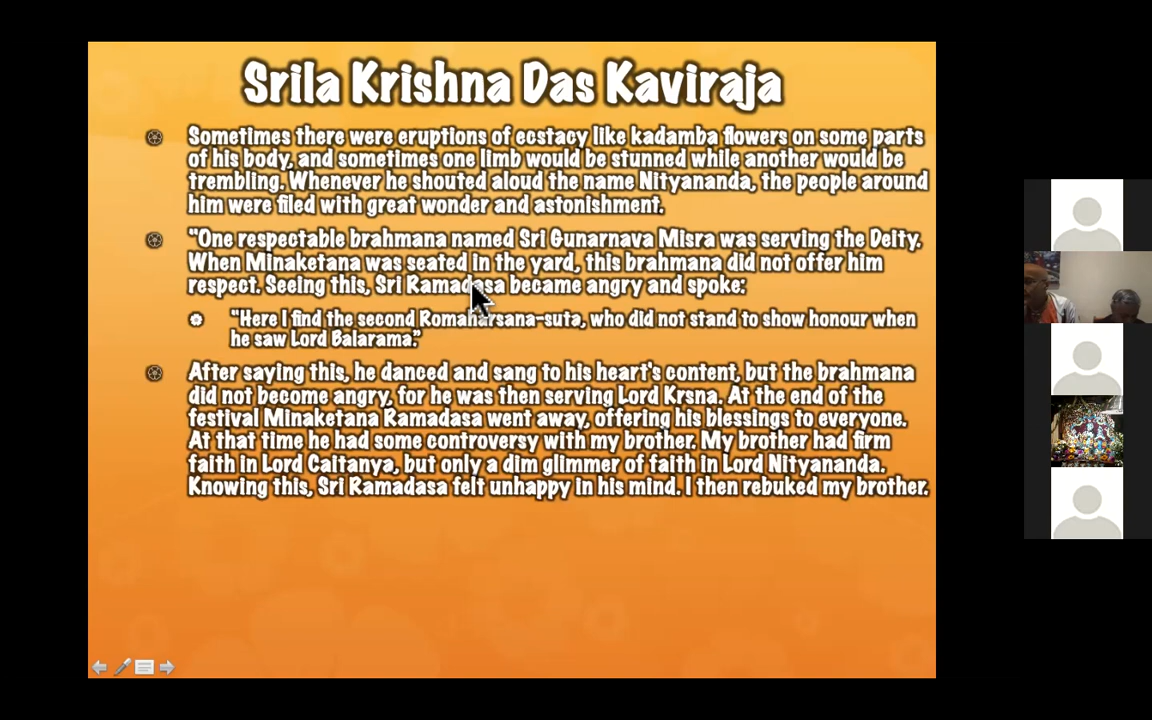 Srila Krishna Das Kaviraja
Sometimes there were eruptions of ecstacy like kadamba flowers on some parts
of his body, and sometimes one limb would be stunned while another would be
trembling. Whenever he shouted aloud the name Nityananda, the people around
him were filed with great wonder and astonishment.
"One respectable brahmana named Sri Gunarnava Misra was serving the Deity.
When Minaketana was seated in the yard, this brahmana did not offer him
respect. Seeing this, Sri Ramadasa became angry and spoke:
"Here I find the second Romaharsana-suta, who did not stand to show honour when
he saw Lord Balarama."
After saying this, he danced and sang to his heart's content, but the brahmana
did not become angry, for he was then serving Lord Krsna. At the end of the
festival Minaketana Ramadasa went away, offering his blessings to everyone.
At that time he had some controversy with my brother. My brother had firm
faith in Lord Caitanya, but only a dim glimmer of faith in Lord Nityananda.
Knowing this, Sri Ramadasa felt unhappy in his mind. I then rebuked my brother.